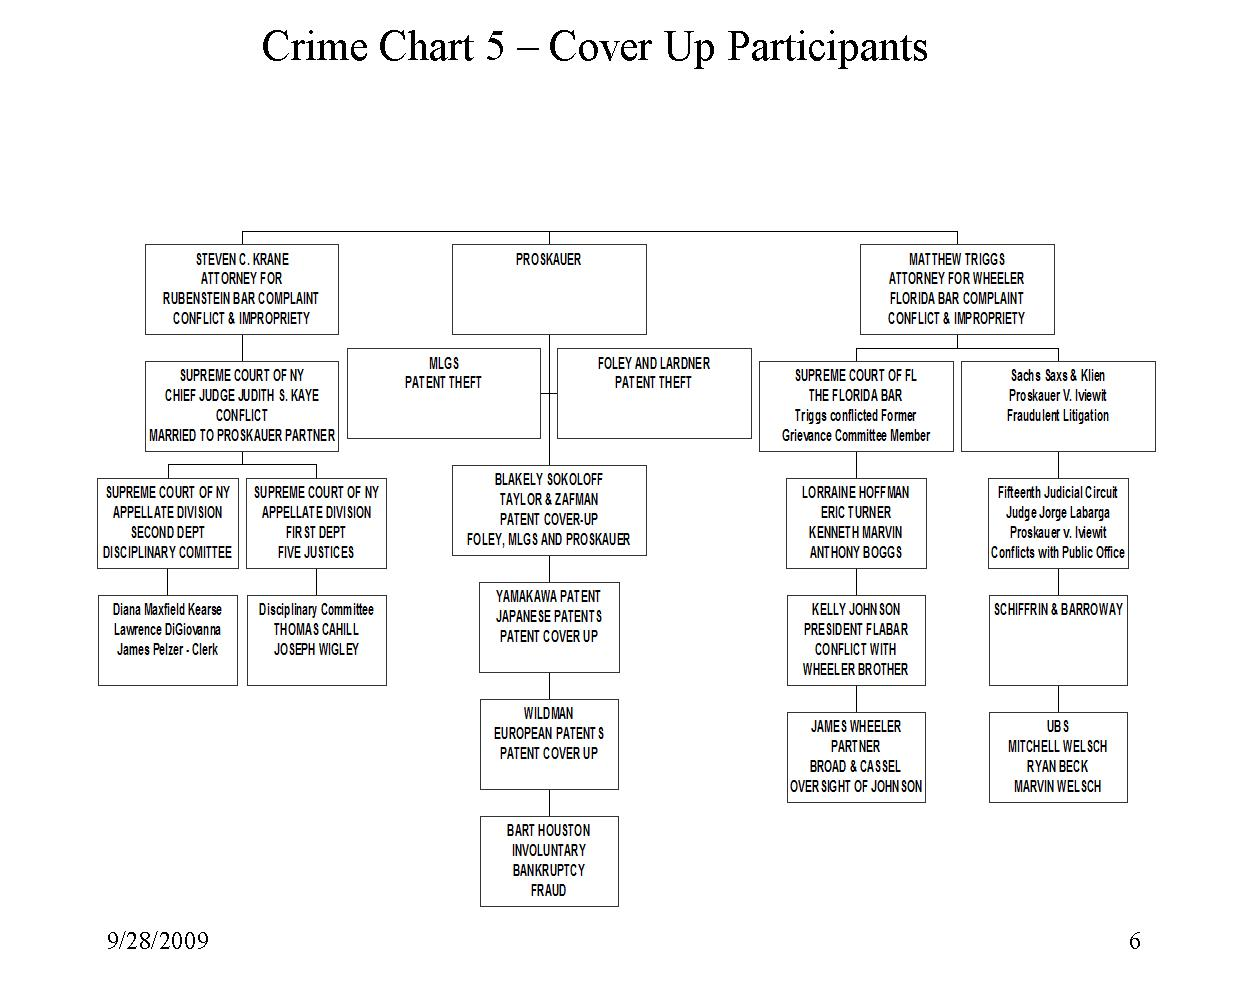 Crime Chart 5 – Cover Up Participants
STEVEN C. KRANE
ATTORNEY FOR
RUBENSTEIN BAR COMPLAINT
CONFLICT & IMPROPRIETY
PROSKAUER
MATTHEW TRIGGS
ATTORNEY FOR WHEELER
FLORIDA BAR COMPLAINT
CONFLICT & IMPROPRIETY
SUPREME COURT OF NY
CHIEF JUDGE JUDITH S. KAYE
CONFLICT
MARRIED TO PROSKAUER PARTNER
MLGS
PATENT THEFT
FOLEY AND LARDNER
PATENT THEFT
SUPREME COURT OF FL
THE FLORIDA BAR
Triggs conflicted Former
Grievance Committee Member
Sachs Saxs & Klien
Proskauer V. Iviewit
Fraudulent Litigation
SUPREME COURT OF NY
APPELLATE DIVISION
SECOND DEPT
DISCIPLINARY COMITTEE
SUPREME COURT OF NY
APPELLATE DIVISION
FIRST DEPT
FIVE JUSTICES
BLAKELY SOKOLOFF
TAYLOR & ZAFMAN
PATENT COVER-UP
FOLEY, MLGS AND PROSKAUER
LORRAINE HOFFMAN
ERIC TURNER
KENNETH MARVIN
ANTHONY BOGGS
Fifteenth Judicial Circuit
Judge Jorge Labarga
Proskauer v. Iviewit
Conflicts with Public Office
Diana Maxfield Kearse
Lawrence DiGiovanna
James Pelzer - Clerk
Disciplinary Committee
THOMAS CAHILL
JOSEPH WIGLEY
YAMAKAWA PATENT
JAPANESE PATENTS
PATENT COVER UP
KELLY JOHNSON
PRESIDENT FLABAR
CONFLICT WITH
WHEELER BROTHER
SCHIFFRIN & BARROWAY
WILDMAN
EUROPEAN PATENTS
PATENT COVER UP
JAMES WHEELER
PARTNER
BROAD & CASSEL
OVERSIGHT OF JOHNSON
UBS
MITCHELL WELSCH
RYAN BECK
MARVIN WELSCH
BART HOUSTON
INVOLUNTARY
BANKRUPTCY
FRAUD
9/28/2009
6